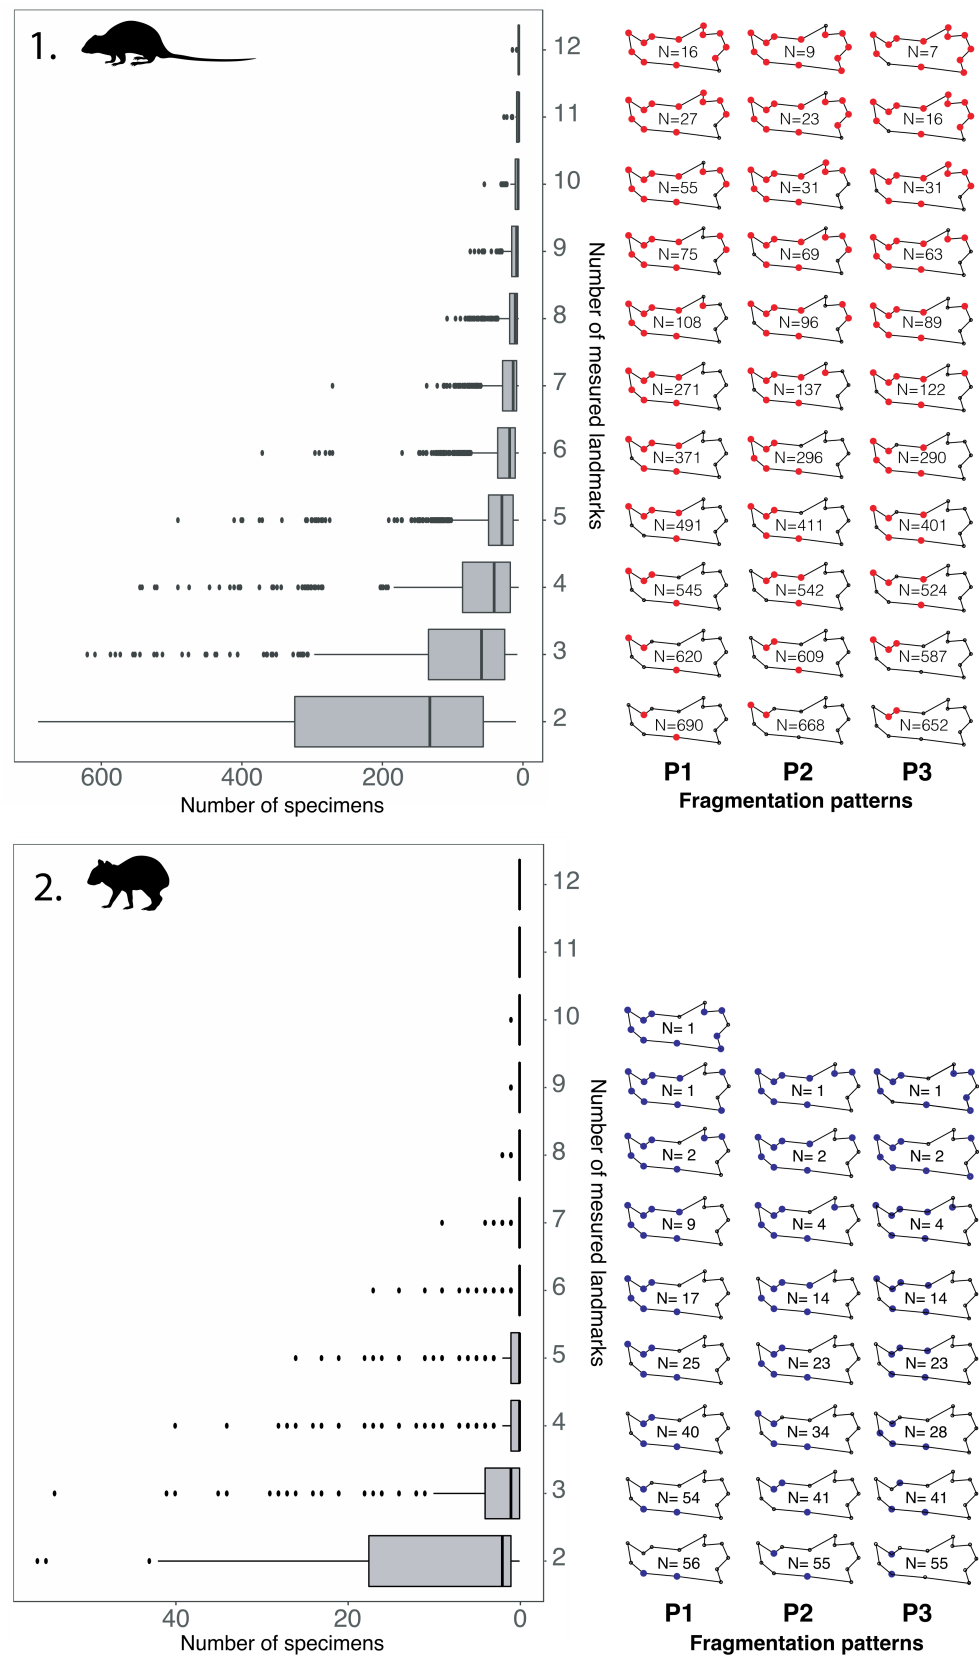 1.
12 N=16 N=9 N=7
11 N=27 N=23 N=16
10 N=55 N=31 N=31
9 N=75 N=69 N=63
8 N=108 N=96 N=89
7 N=271 N=137 N=122
6 N=371 N=296 N=290
5 N=491 N=411 N=401
4 N=545 N=542 N=524
3 N=620 N=609 N=587
2 N=690 N=668 N=652
Number of mesured landmarks
600 400 200 0
Number of specimens
P1 P2 P3
Fragmentation patterns
2.
12
11
10 N= 1
9 N= 1 N= 1 N= 1
8 N= 2 N= 2 N= 2
7 N= 9 N= 4 N= 4
6 N= 17 N= 14 N= 14
5 N= 25 N= 23 N= 23
4 N= 40 N= 34 N= 28
3 N= 54 N= 41 N= 41
2 N= 56 N= 55 N= 55
Number of mesured landmarks
40 20 0
Number of specimens
P1 P2 P3
Fragmentation patterns